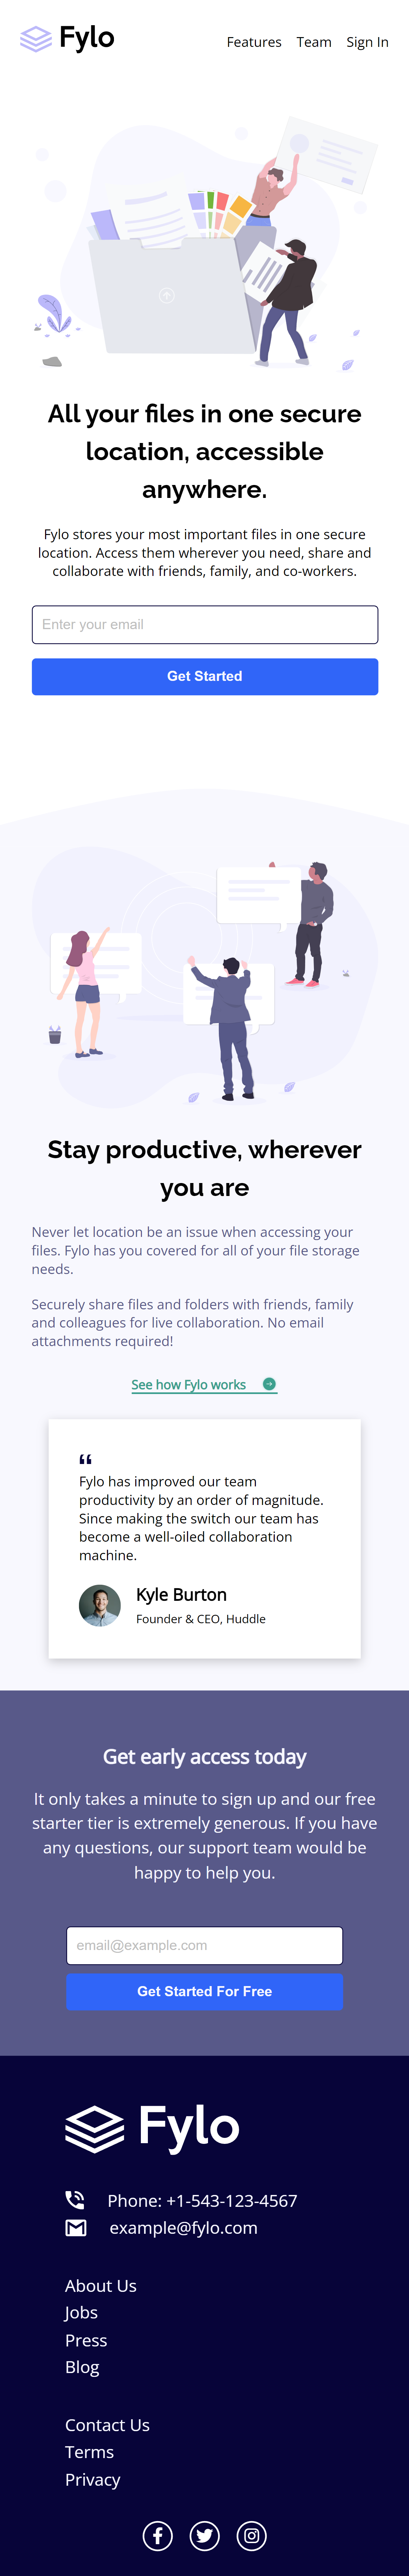 Fylo
Features Team Sign In
All your files in one secure
location, accessible
anywhere.
Fylo stores your most important files in one secure
location. Access them wherever you need, share and
collaborate with friends, family, and co-workers.
Enter your email
Get Started
Stay productive, wherever
you are
Never let location be an issue when accessing your
files. Fylo has you covered for all of your file storage
needs.
Securely share files and folders with friends, family
and colleagues for live collaboration. No email
attachments required!
See how Fylo works
“
Fylo has improved our team
productivity by an order of magnitude.
Since making the switch our team has
become a well-oiled collaboration
machine.
Kyle Burton
Founder & CEO, Huddle
Get early access today
It only takes a minute to sign up and our free
starter tier is extremely generous. If you have
any questions, our support team would be
happy to help you.
email@example.com
Get Started For Free
Fylo
Phone: +1-543-123-4567
example@fylo.com
About Us
Jobs
Press
Blog
Contact Us
Terms
Privacy